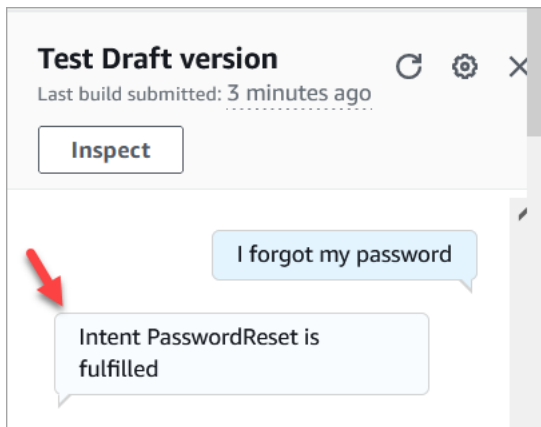 Test Draft version
Last build submitted: 3 minutes ago
Inspect
I forgot my password
Intent PasswordReset is
fulfilled